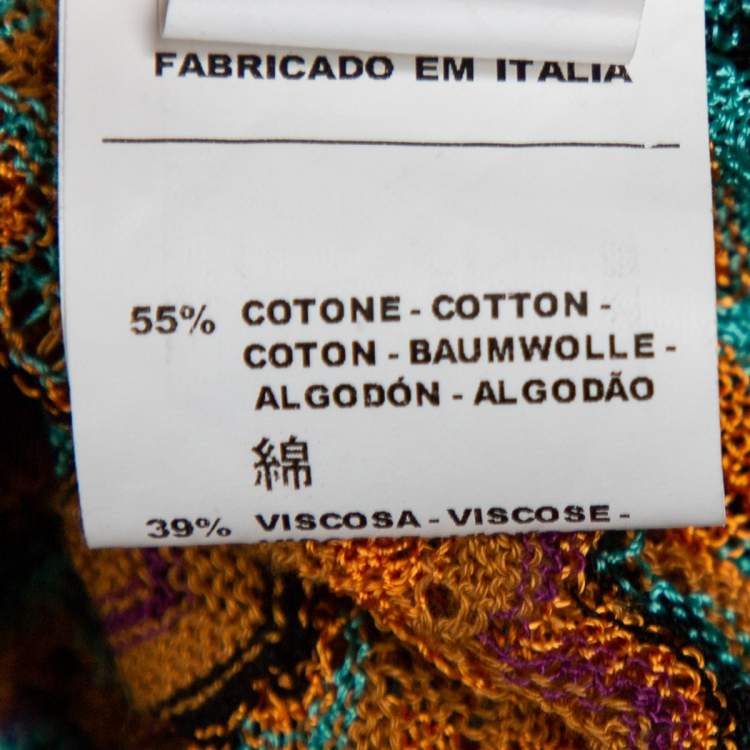 FABRICADO EM ITALIA
55% COTONE - COTTON -
COTON - BAUMWOLLE -
ALGODÓN - ALGODÃO
綿
39% VISCOSA - VISCOSE -